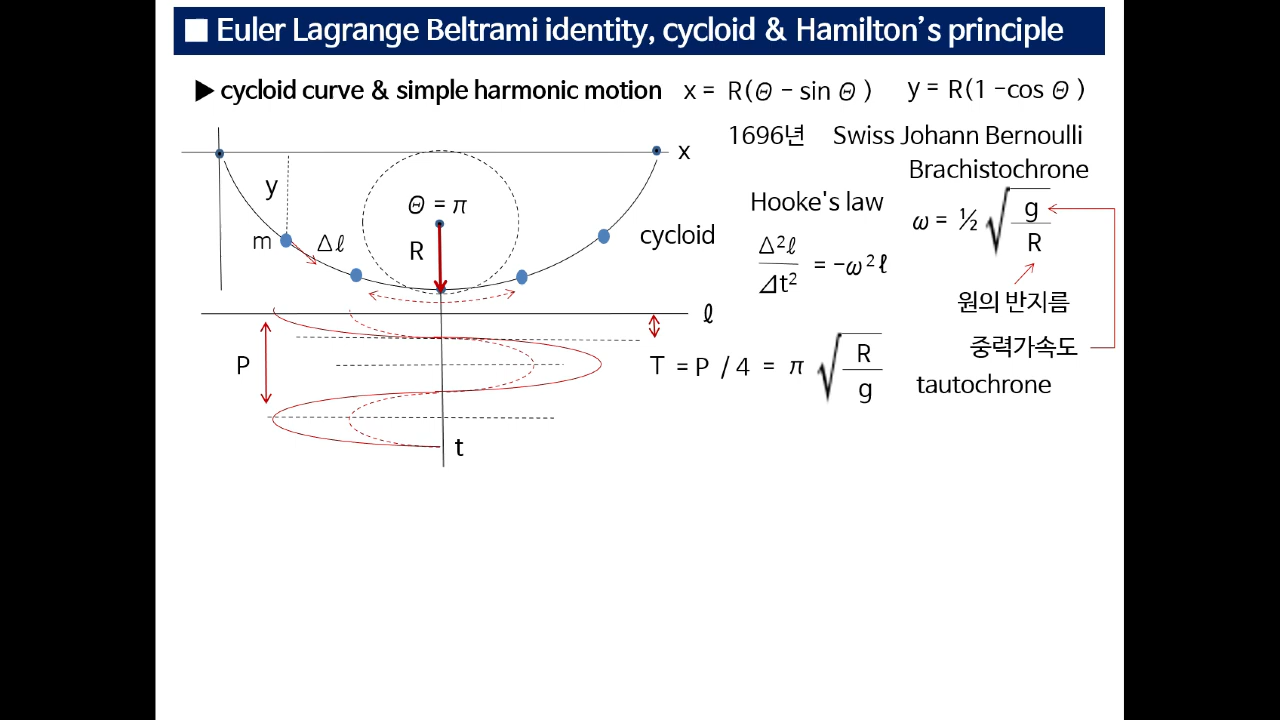 ■ Euler Lagrange Beltrami identity, cycloid & Hamilton's principle
▶ cycloid curve & simple harmonic motion x = R(Θ − sin Θ) y = R(1 −cos Θ)
1696년 Swiss Johann Bernoulli
Brachistochrone
x
y
Θ = π
m
Δℓ
R
cycloid
Hooke's law
Δ²ℓ / ⊿t² = −ω²ℓ
ω = ½ √ g / R
원의 반지름
중력가속도
ℓ
P
T = P / 4 = π √ R / g
tautochrone
t